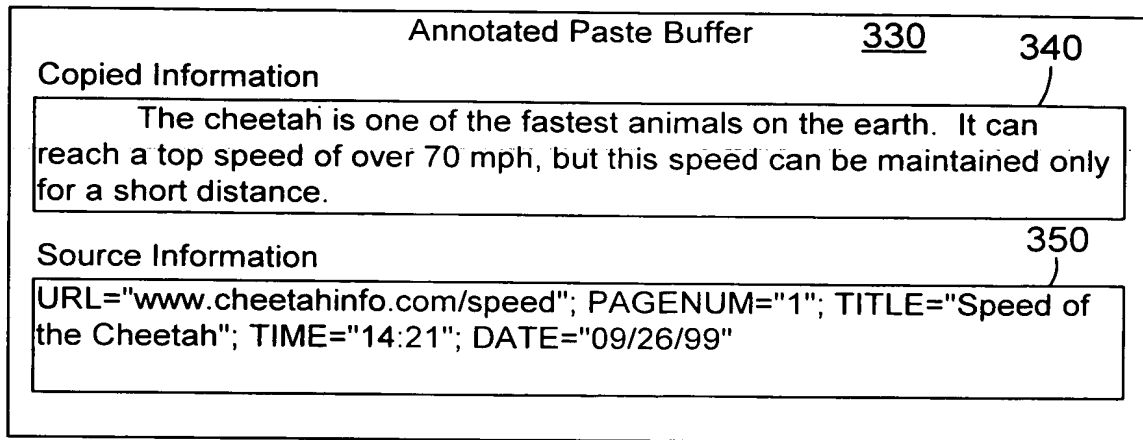 Annotated Paste Buffer 330 340
Copied Information
The cheetah is one of the fastest animals on the earth. It can
reach a top speed of over 70 mph, but this speed can be maintained only
for a short distance.
350
Source Information
URL="www.cheetahinfo.com/speed"; PAGENUM="1"; TITLE="Speed of
the Cheetah"; TIME="14:21"; DATE="09/26/99"